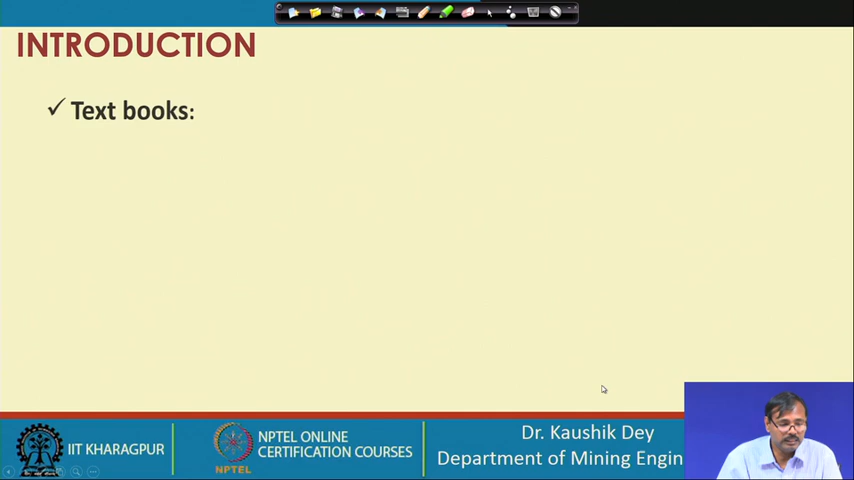 INTRODUCTION
✓ Text books:
IIT KHARAGPUR
NPTEL
NPTEL ONLINE
CERTIFICATION COURSES
Dr. Kaushik Dey
Department of Mining Engin